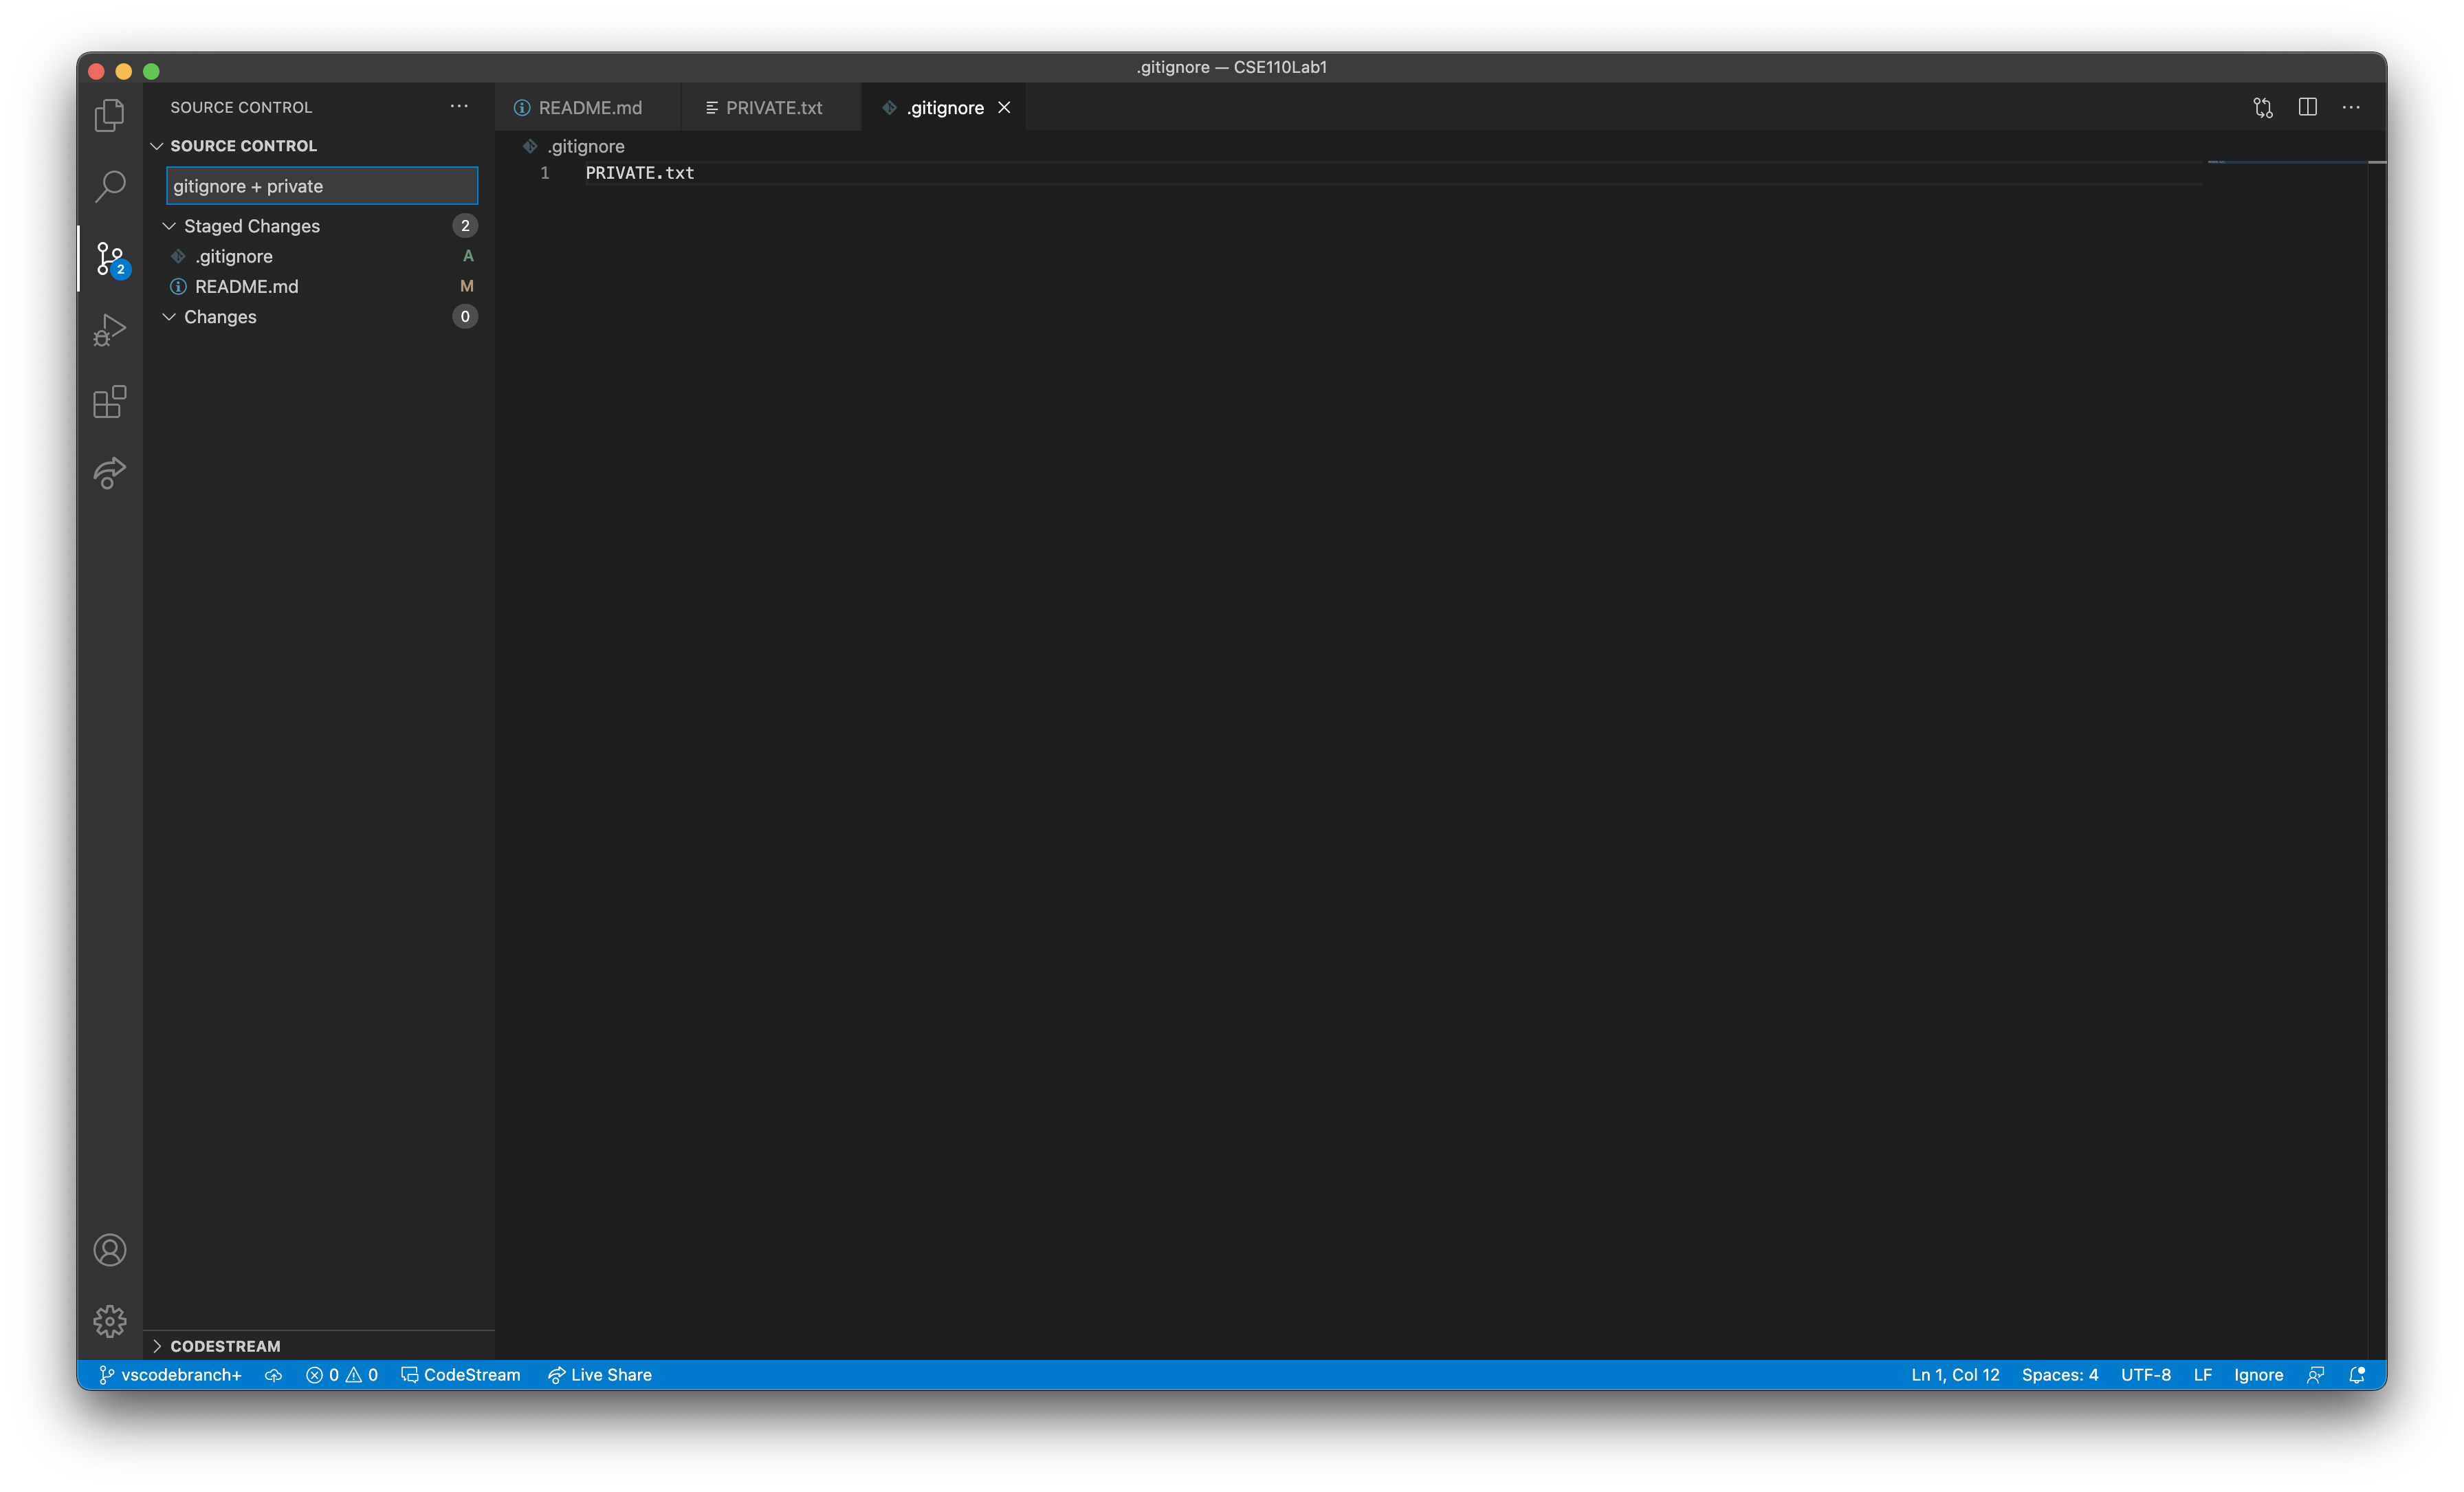 .gitignore — CSE110Lab1
SOURCE CONTROL
README.md
PRIVATE.txt
.gitignore
SOURCE CONTROL
gitignore + private
Staged Changes 2
.gitignore A
README.md M
Changes 0
.gitignore
1 PRIVATE.txt
2
CODESTREAM
vscodebranch+ 0 0 CodeStream Live Share Ln 1, Col 12 Spaces: 4 UTF-8 LF Ignore